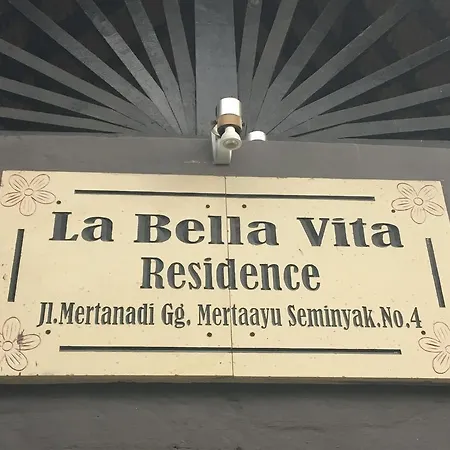 La Bella Vita
Residence
Jl.Mertanadi Gg. Mertaayu Seminyak.No.4